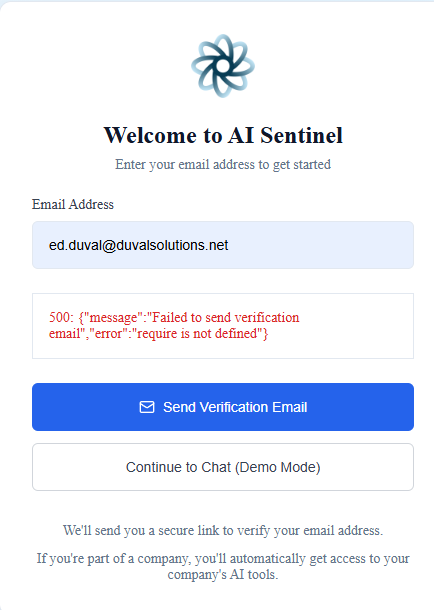 Welcome to AI Sentinel
Enter your email address to get started
Email Address
ed.duval@duvalsolutions.net
500: {"message":"Failed to send verification
email","error":"require is not defined"}
Send Verification Email
Continue to Chat (Demo Mode)
We'll send you a secure link to verify your email address.
If you're part of a company, you'll automatically get access to your
company's AI tools.